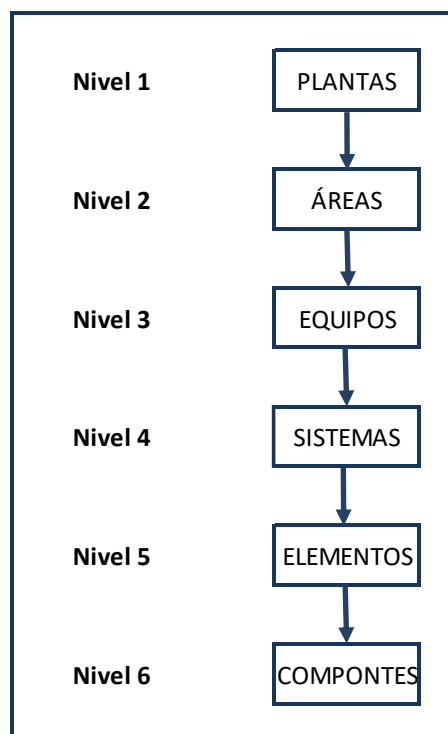 Nivel 1 PLANTAS
Nivel 2 ÁREAS
Nivel 3 EQUIPOS
Nivel 4 SISTEMAS
Nivel 5 ELEMENTOS
Nivel 6 COMPONTES